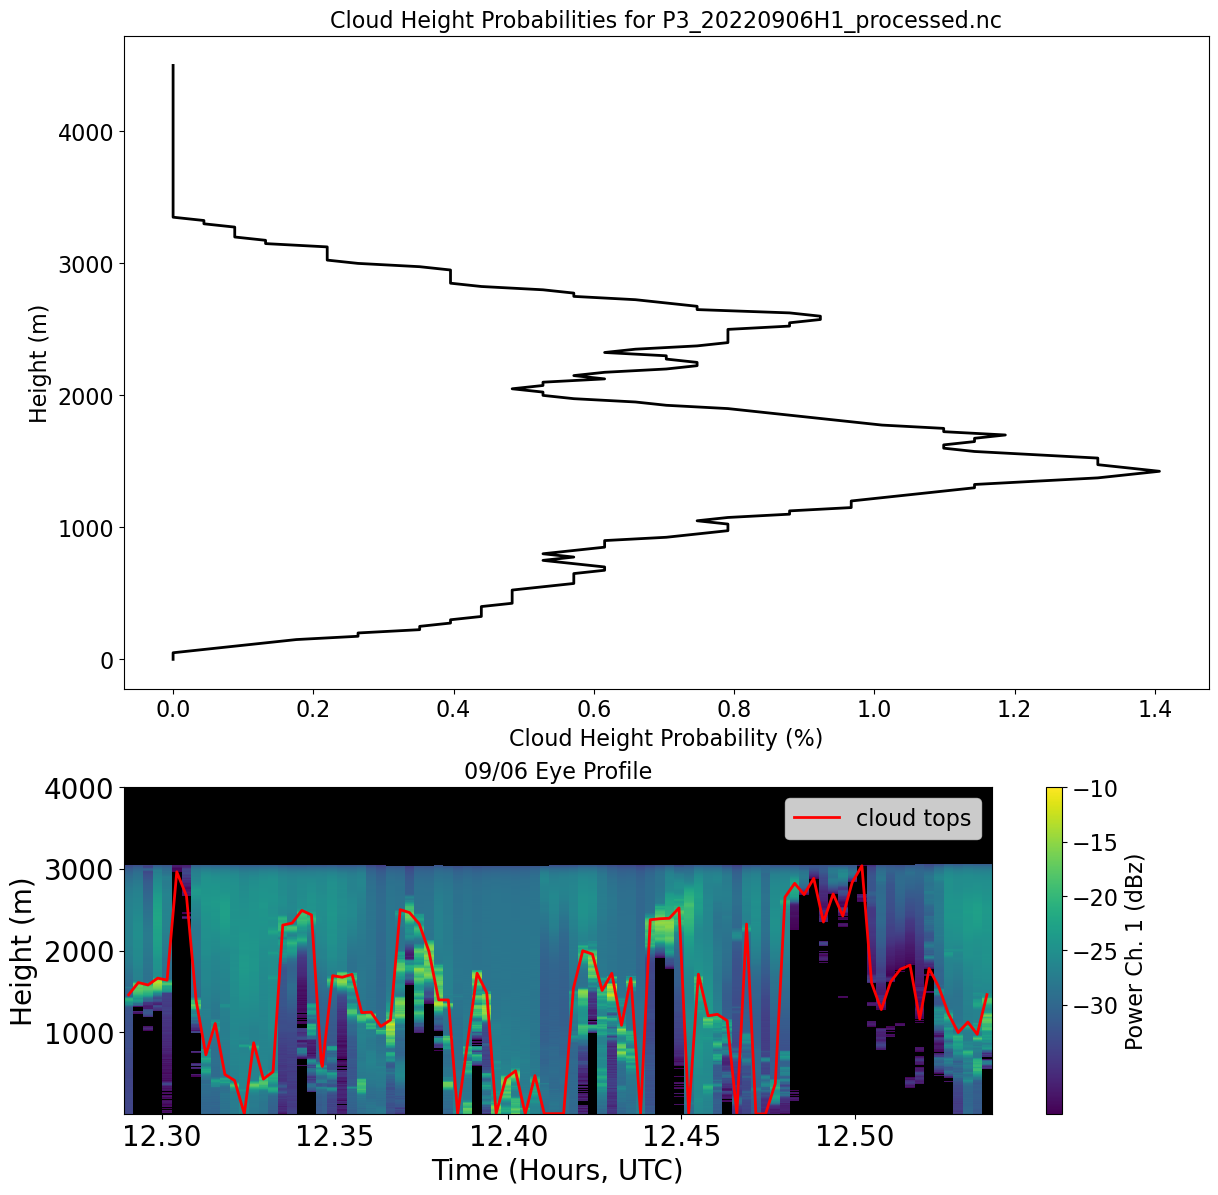 Cloud Height Probabilities for P3_20220906H1_processed.nc
4000
3000
2000
1000
0
Height (m)
0.0 0.2 0.4 0.6 0.8 1.0 1.2 1.4
Cloud Height Probability (%)
09/06 Eye Profile
4000
3000
2000
1000
Height (m)
cloud tops
12.30 12.35 12.40 12.45 12.50
Time (Hours, UTC)
−10
−15
−20
−25
−30
Power Ch. 1 (dBz)